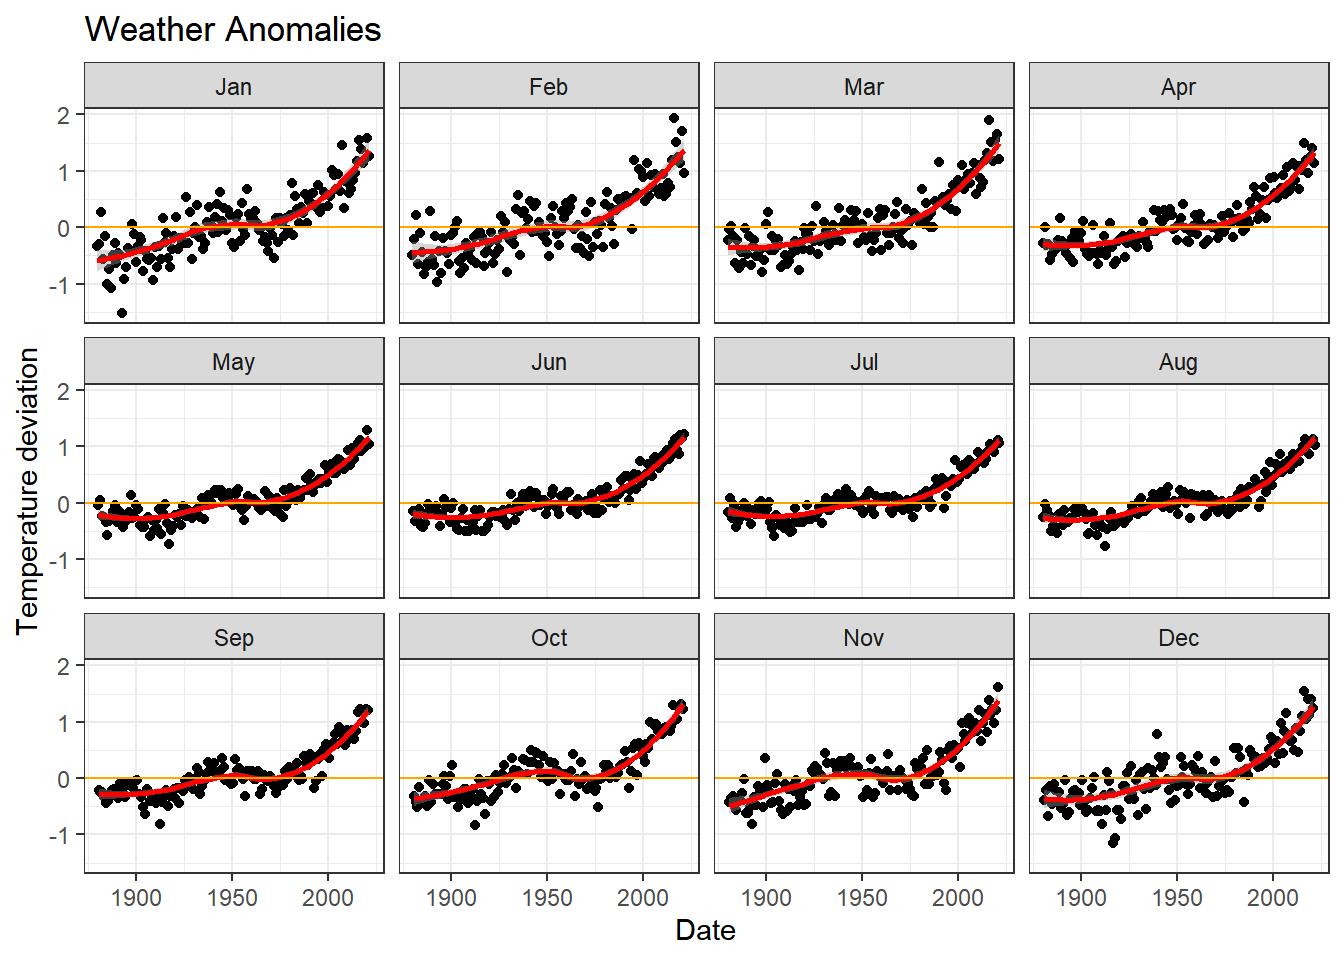 Weather Anomalies
Jan Feb Mar Apr
2
1
0
-1
May Jun Jul Aug
2
1
0
-1
Sep Oct Nov Dec
2
1
0
-1
1900 1950 2000 1900 1950 2000 1900 1950 2000 1900 1950 2000
Temperature deviation
Date